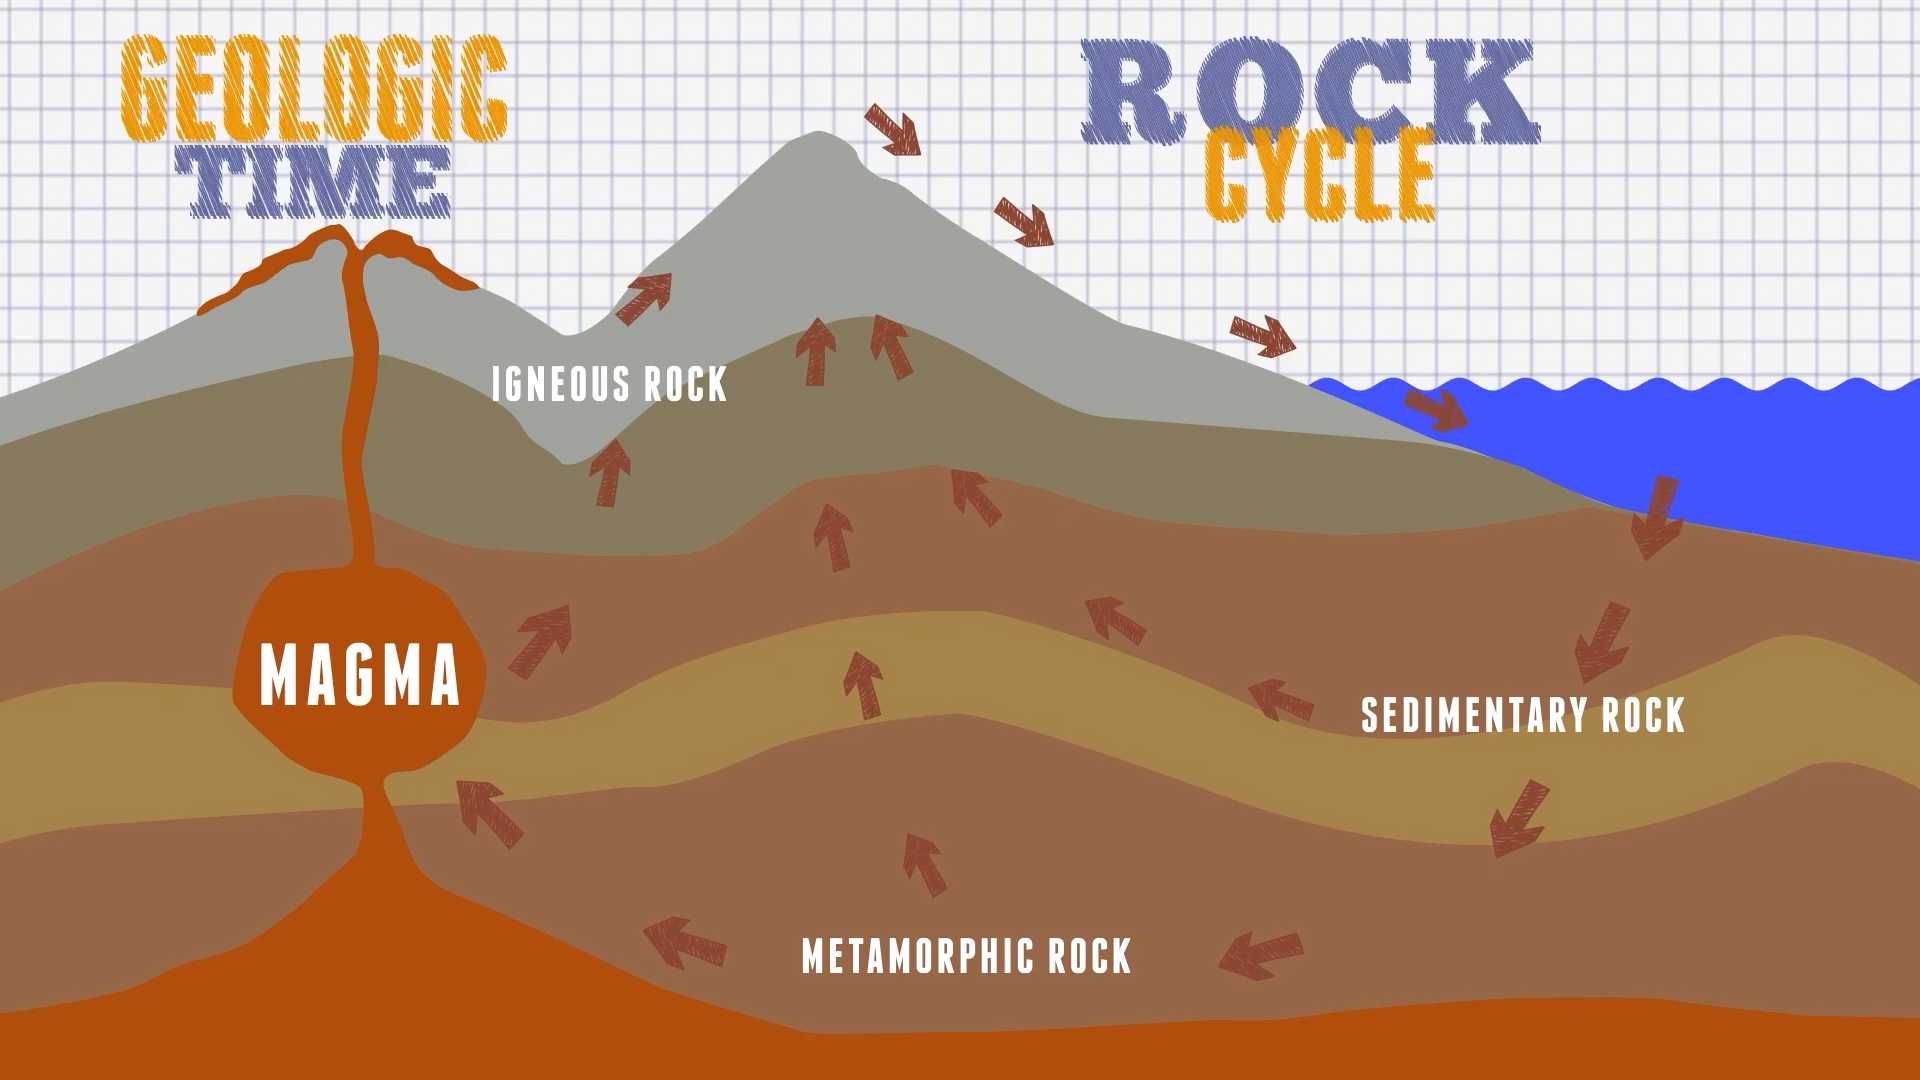 GEOLOGIC
TIME
ROCK
CYCLE
IGNEOUS ROCK
MAGMA
SEDIMENTARY ROCK
METAMORPHIC ROCK